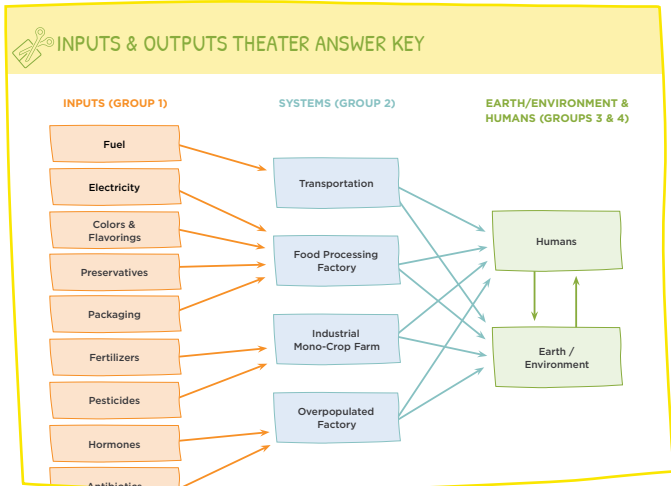 INPUTS & OUTPUTS THEATER ANSWER KEY
INPUTS (GROUP 1)
SYSTEMS (GROUP 2)
EARTH/ENVIRONMENT &
HUMANS (GROUPS 3 & 4)
Fuel
Electricity
Colors &
Flavorings
Preservatives
Packaging
Fertilizers
Pesticides
Hormones
Antibiotics
Transportation
Food Processing
Factory
Industrial
Mono-Crop Farm
Overpopulated
Factory
Humans
Earth /
Environment